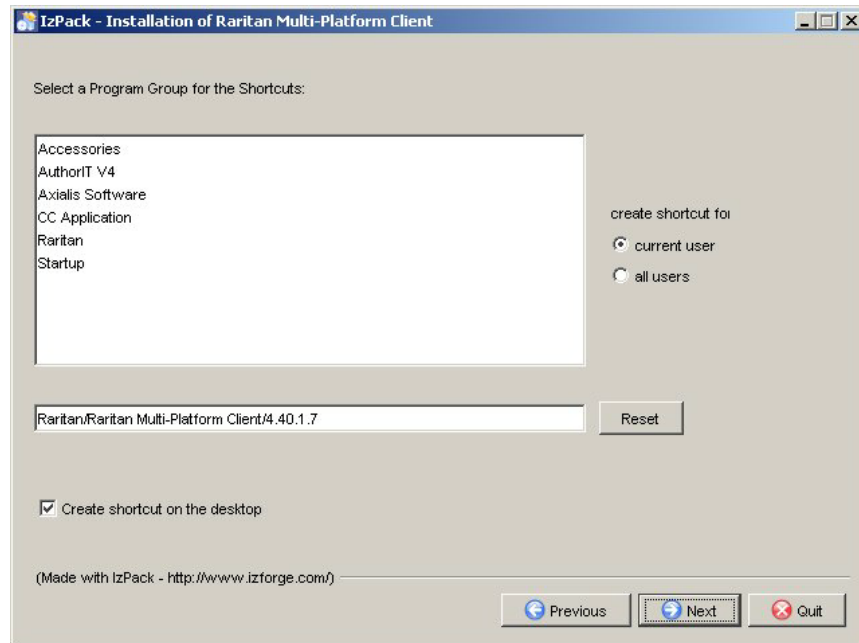 IzPack - Installation of Raritan Multi-Platform Client
Select a Program Group for the Shortcuts:
Accessories
AuthorIT V4
Axialis Software
CC Application
Raritan
Startup
create shortcut for
current user
all users
Raritan/Raritan Multi-Platform Client/4.40.1.7
Reset
Create shortcut on the desktop
(Made with IzPack - http://www.izforge.com/)
Previous
Next
Quit